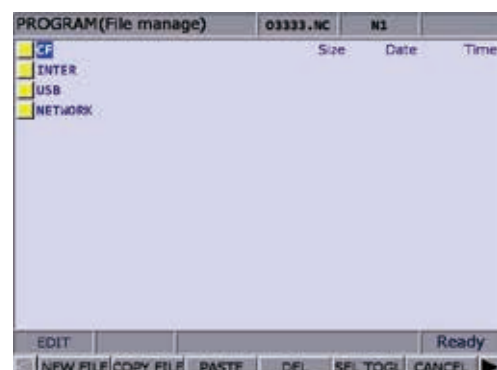 PROGRAM(File manage) O3333.NC N1
CF Size Date Time
INTER
USB
NETWORK
EDIT Ready
NEW FILE COPY FILE PASTE DEL SEL TOGL CANCEL